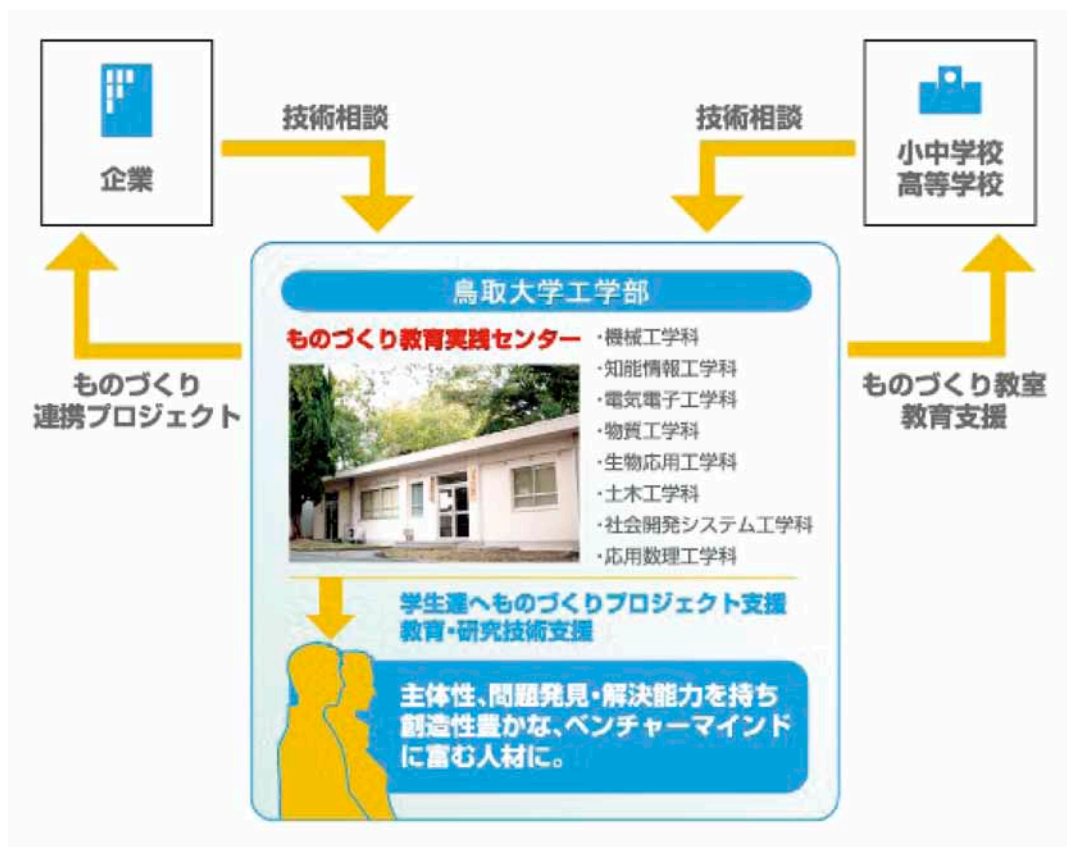 技術相談
技術相談
企業
小中学校
高等学校
鳥取大学工学部
ものづくり教育実践センター
・機械工学科
・知能情報工学科
・電気電子工学科
・物質工学科
・生物応用工学科
・土木工学科
・社会開発システム工学科
・応用数理工学科
ものづくり
連携プロジェクト
ものづくり教室
教育支援
学生達へものづくりプロジェクト支援
教育・研究技術支援
主体性、問題発見・解決能力を持ち
創造性豊かな、ベンチャーマインド
に富む人材に。